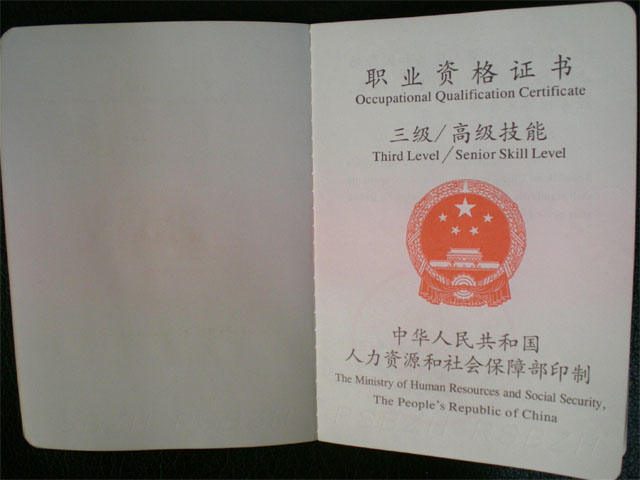 职业资格证书
Occupational Qualification Certificate
三级/高级技能
Third Level/Senior Skill Level
中华人民共和国
人力资源和社会保障部印制
The Ministry of Human Resources and Social Security,
The People's Republic of China